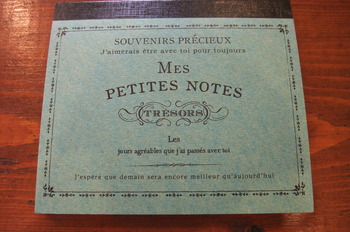 SOUVENIRS PRÉCIEUX
J'aimerais être avec toi pour toujours
MES
PETITES NOTES
TRÉSORS
Les
jours agréables que j'ai passés avec toi
J'espère que demain sera encore meilleur qu'aujourd'hui